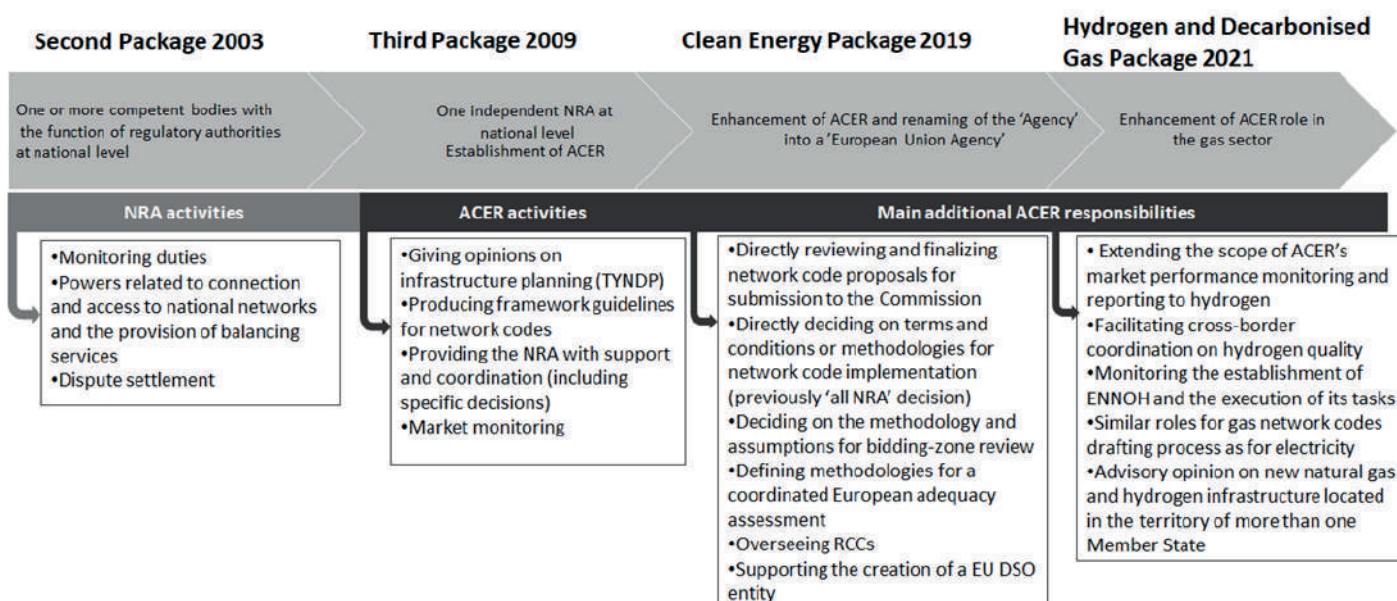 Second Package 2003
Third Package 2009
Clean Energy Package 2019
Hydrogen and Decarbonised
Gas Package 2021
One or more competent bodies with
the function of regulatory authorities
at national level
One independent NRA at
national level
Establishment of ACER
Enhancement of ACER and renaming of the ‘Agency’
into a ’European Union Agency’
Enhancement of ACER role in
the gas sector
NRA activities
ACER activities
Main additional ACER responsibilities
•Monitoring duties
•Powers related to connection
and access to national networks
and the provision of balancing
services
•Dispute settlement
•Giving opinions on
infrastructure planning (TYNDP)
•Producing framework guidelines
for network codes
•Providing the NRA with support
and coordination (including
specific decisions)
•Market monitoring
•Directly reviewing and finalizing
network code proposals for
submission to the Commission
•Directly deciding on terms and
conditions or methodologies for
network code implementation
(previously ‘all NRA’ decision)
•Deciding on the methodology and
assumptions for bidding-zone review
•Defining methodologies for a
coordinated European adequacy
assessment
•Overseeing RCCs
•Supporting the creation of a EU DSO
entity
• Extending the scope of ACER’s
market performance monitoring and
reporting to hydrogen
•Facilitating cross-border
coordination on hydrogen quality
•Monitoring the establishment of
ENNOH and the execution of its tasks
•Similar roles for gas network codes
drafting process as for electricity
•Advisory opinion on new natural gas
and hydrogen infrastructure located
in the territory of more than one
Member State